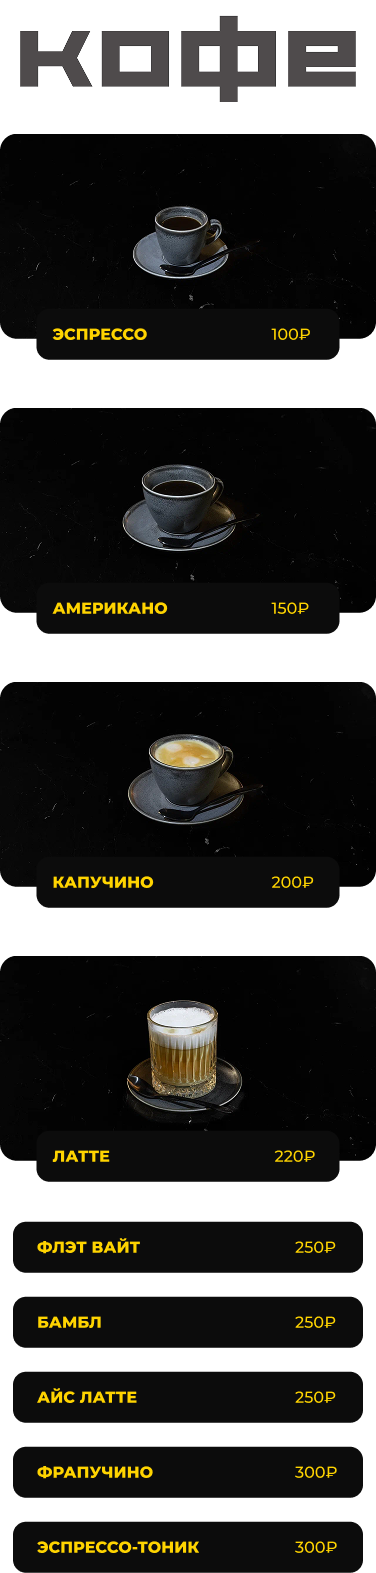 кофе
ЭСПРЕССО 100₽
АМЕРИКАНО 150₽
КАПУЧИНО 200₽
ЛАТТЕ 220₽
ФЛЭТ ВАЙТ 250₽
БАМБЛ 250₽
АЙС ЛАТТЕ 250₽
ФРАПУЧИНО 300₽
ЭСПРЕССО-ТОНИК 300₽